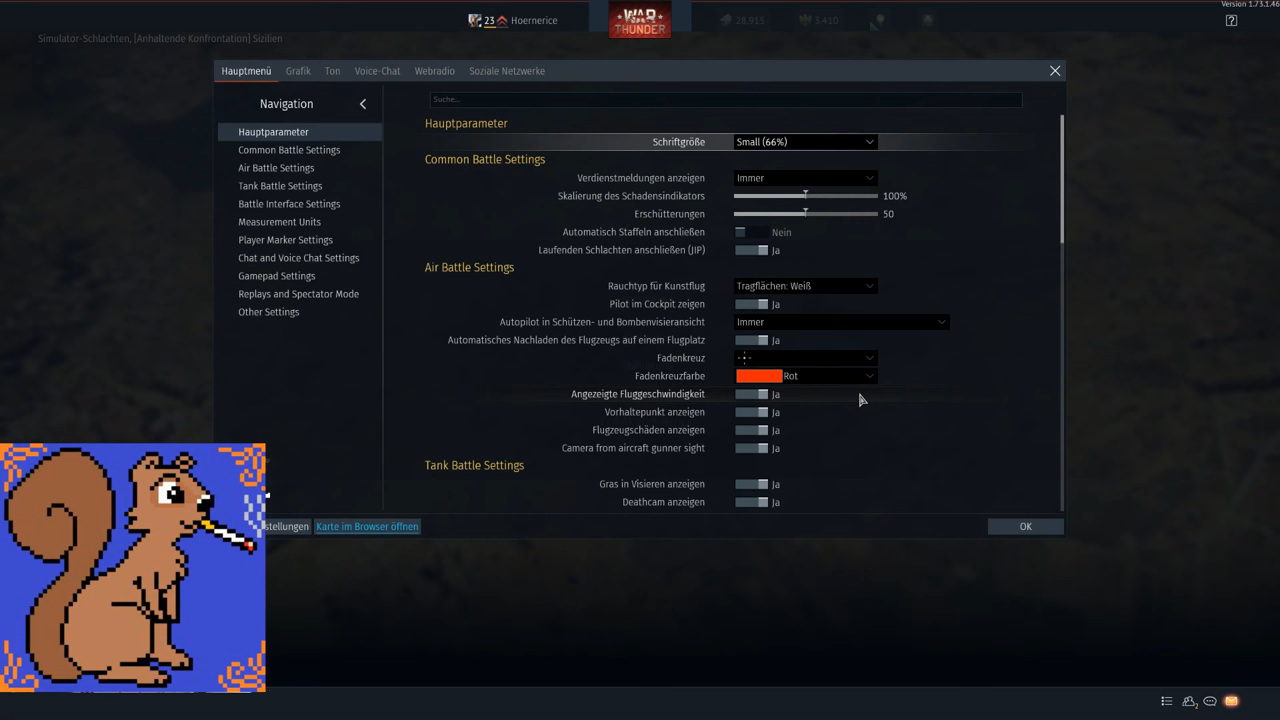 Version 1.73.1.46
23 Hoernerice
WAR THUNDER
28,915
3,410
Simulator-Schlachten, [Anhaltende Konfrontation] Sizilien
Hauptmenü Grafik Ton Voice-Chat Webradio Soziale Netzwerke
Navigation
Hauptparameter
Common Battle Settings
Air Battle Settings
Tank Battle Settings
Battle Interface Settings
Measurement Units
Player Marker Settings
Chat and Voice Chat Settings
Gamepad Settings
Replays and Spectator Mode
Other Settings
Suche...
Hauptparameter
Schriftgröße Small (66%)
Common Battle Settings
Verdienstmeldungen anzeigen Immer
Skalierung des Schadensindikators 100%
Erschütterungen 50
Automatisch Staffeln anschließen Nein
Laufenden Schlachten anschließen (JIP) Ja
Air Battle Settings
Rauchtyp für Kunstflug Tragflächen: Weiß
Pilot im Cockpit zeigen Ja
Autopilot in Schützen- und Bombenvisieransicht Immer
Automatisches Nachladen des Flugzeugs auf einem Flugplatz Ja
Fadenkreuz
Fadenkreuzfarbe Rot
Angezeigte Fluggeschwindigkeit Ja
Vorhaltepunkt anzeigen Ja
Flugzeugschäden anzeigen Ja
Camera from aircraft gunner sight Ja
Tank Battle Settings
Gras in Visieren anzeigen Ja
Deathcam anzeigen Ja
stellungen Karte im Browser öffnen OK
2